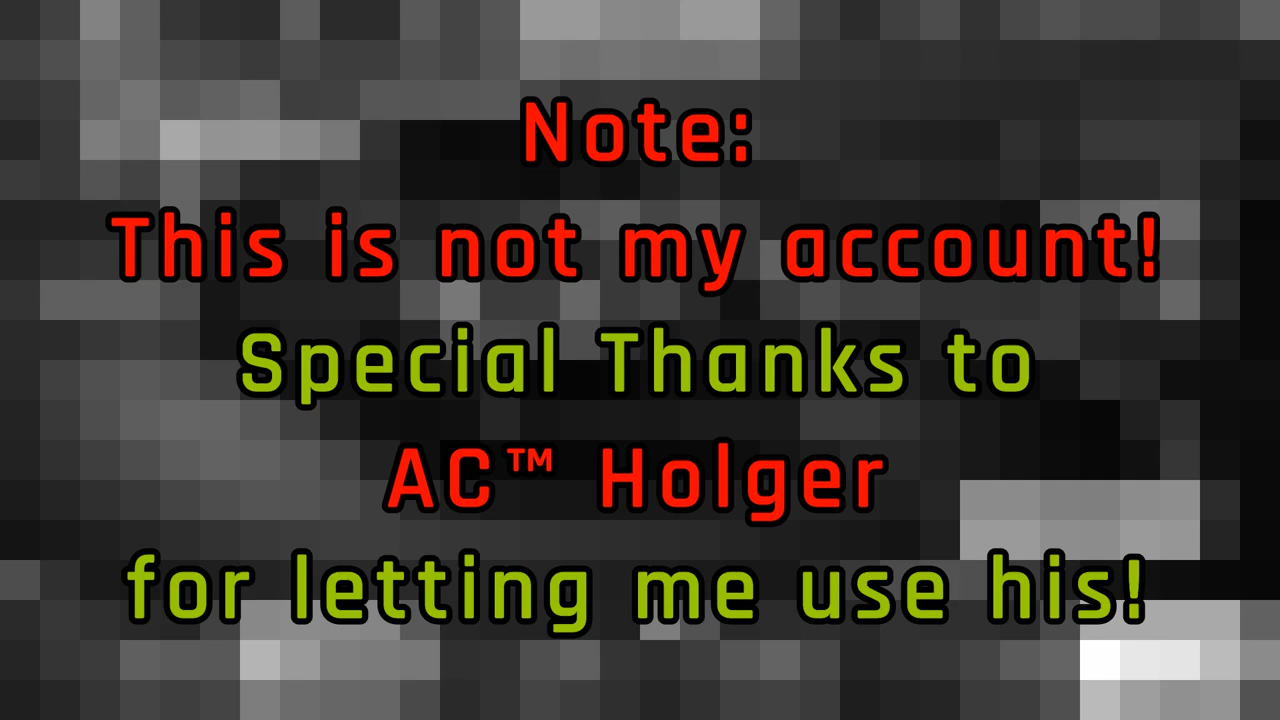 Note:
This is not my account!
Special Thanks to
AC™ Holger
for letting me use his!